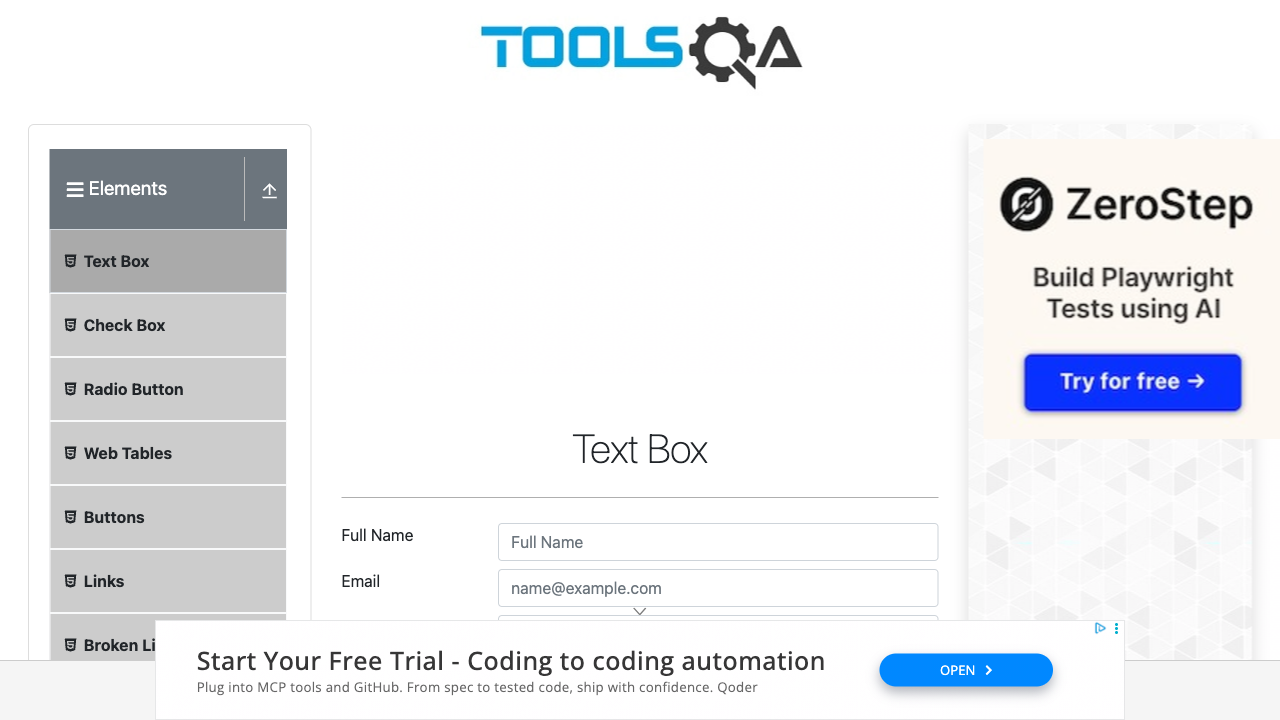 TOOLSQA
Elements
Text Box
Check Box
Radio Button
Web Tables
Buttons
Links
Broken Li
Text Box
Full Name
Full Name
Email
name@example.com
ZeroStep
Build Playwright
Tests using AI
Try for free →
Start Your Free Trial - Coding to coding automation
Plug into MCP tools and GitHub. From spec to tested code, ship with confidence. Qoder
OPEN